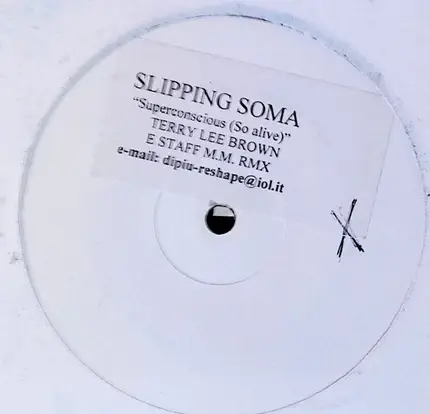 SLIPPING SOMA
"Superconscious (So alive)"
TERRY LEE BROWN
E STAFF M.M. RMX
e-mail: dipiu-reshape@iol.it
X